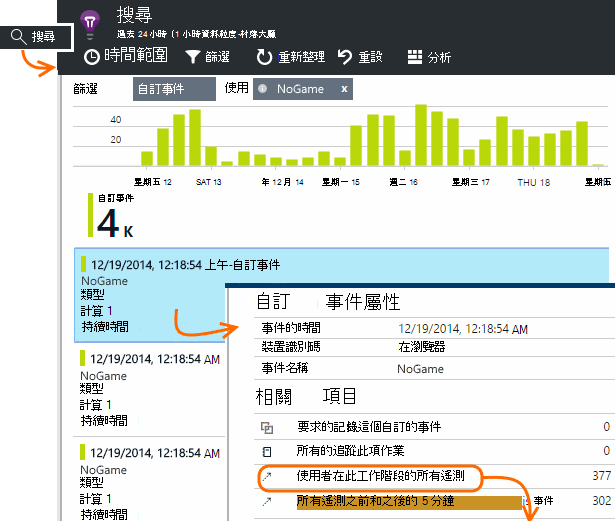 搜尋
搜尋
過去 24 小時 (1 小時資料粒度-村落大廳
時間範圍 篩選 重新整理 重設 分析
篩選 自訂事件 使用 NoGame x
40
20
星期五 12 SAT 13 年 12 月 14 星期一 15 週二 16 星期三 17 THU 18 星期五
自訂事件
4 K
12/19/2014, 12:18:54 上午-自訂事件
NoGame
類型
計算 1
持續時間
12/19/2014, 12:18:54 AM
NoGame
類型
計算 1
持續時間
12/19/2014, 12:18:54 AM
NoGame
類型
計算 1
持續時間
自訂 事件屬性
事件的時間 12/19/2014, 12:18:54 AM
裝置識別碼 在瀏覽器
事件名稱 NoGame
相關 項目
要求的記錄這個自訂的事件 0
所有的追蹤此項作業 0
使用者在此工作階段的所有遙測 377
所有遙測之前和之後的 5 分鐘 事件 302